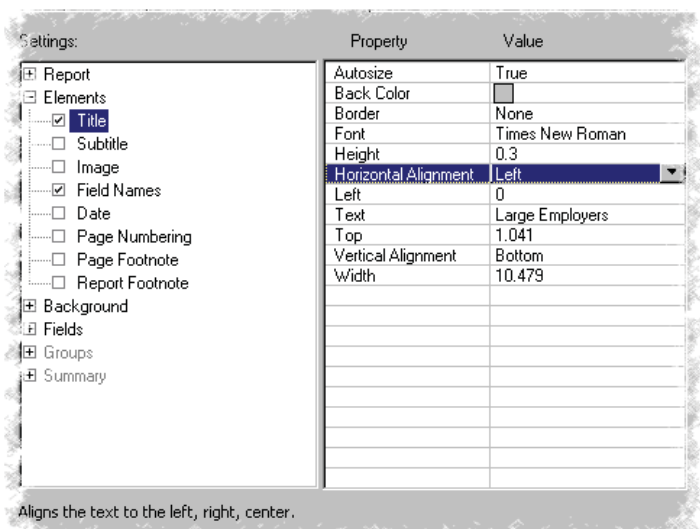 Settings:
Property Value
Report
Elements
Title
Subtitle
Image
Field Names
Date
Page Numbering
Page Footnote
Report Footnote
Background
Fields
Groups
Summary
Autosize True
Back Color
Border None
Font Times New Roman
Height 0.3
Horizontal Alignment Left
Left 0
Text Large Employers
Top 1.041
Vertical Alignment Bottom
Width 10.479
Aligns the text to the left, right, center.